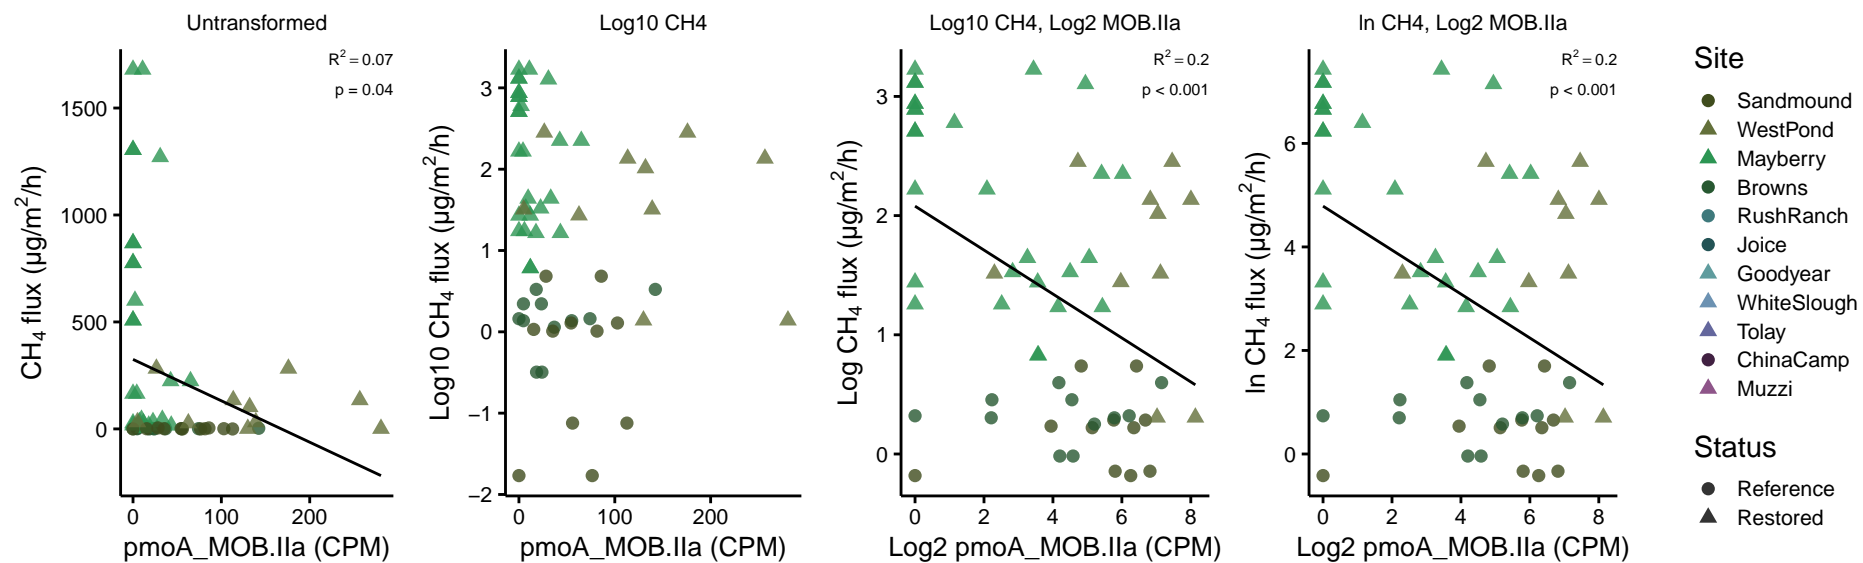 Untransformed
R² = 0.07
p = 0.04
1500
1000
500
0
0 100 200
CH₄ flux (µg/m²/h)
pmoA_MOB.IIa (CPM)
Log10 CH4
3
2
1
0
−1
−2
0 100 200
Log10 CH₄ flux (µg/m²/h)
pmoA_MOB.IIa (CPM)
Log10 CH4, Log2 MOB.IIa
R² = 0.2
p < 0.001
3
2
1
0
0 2 4 6 8
Log CH₄ flux (µg/m²/h)
Log2 pmoA_MOB.IIa (CPM)
ln CH4, Log2 MOB.IIa
R² = 0.2
p < 0.001
6
4
2
0
0 2 4 6 8
ln CH₄ flux (µg/m²/h)
Log2 pmoA_MOB.IIa (CPM)
Site
Sandmound
WestPond
Mayberry
Browns
RushRanch
Joice
Goodyear
WhiteSlough
Tolay
ChinaCamp
Muzzi
Status
Reference
Restored